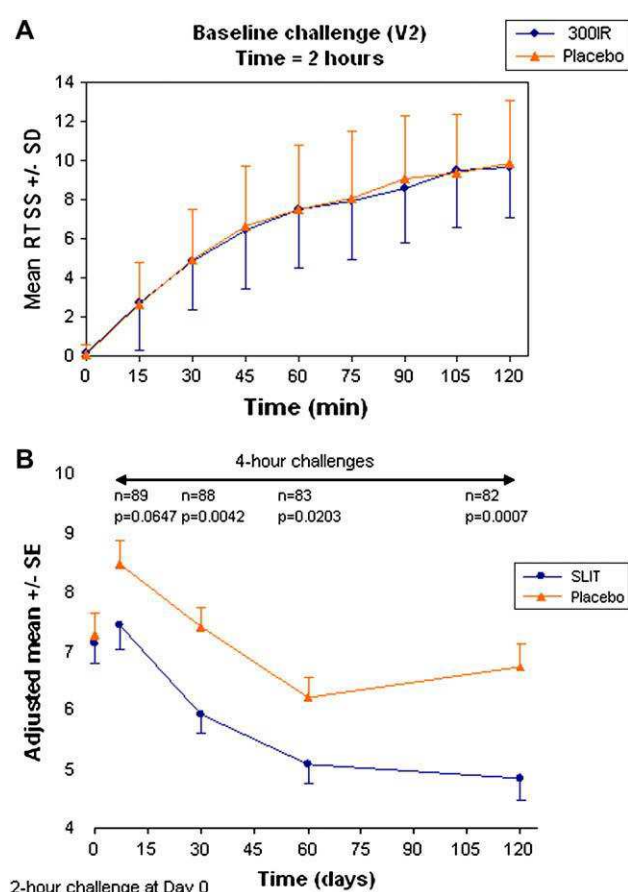 A
Baseline challenge (V2)
Time = 2 hours
300IR
Placebo
Mean RTSS +/- SD
14
12
10
8
6
4
2
0
0 15 30 45 60 75 90 105 120
Time (min)
B
4-hour challenges
n=89 n=88 n=83 n=82
p=0.0647 p=0.0042 p=0.0203 p=0.0007
SLIT
Placebo
Adjusted mean +/- SE
10
9
8
7
6
5
4
0 15 30 45 60 75 90 105 120
Time (days)
2-hour challenge at Day 0